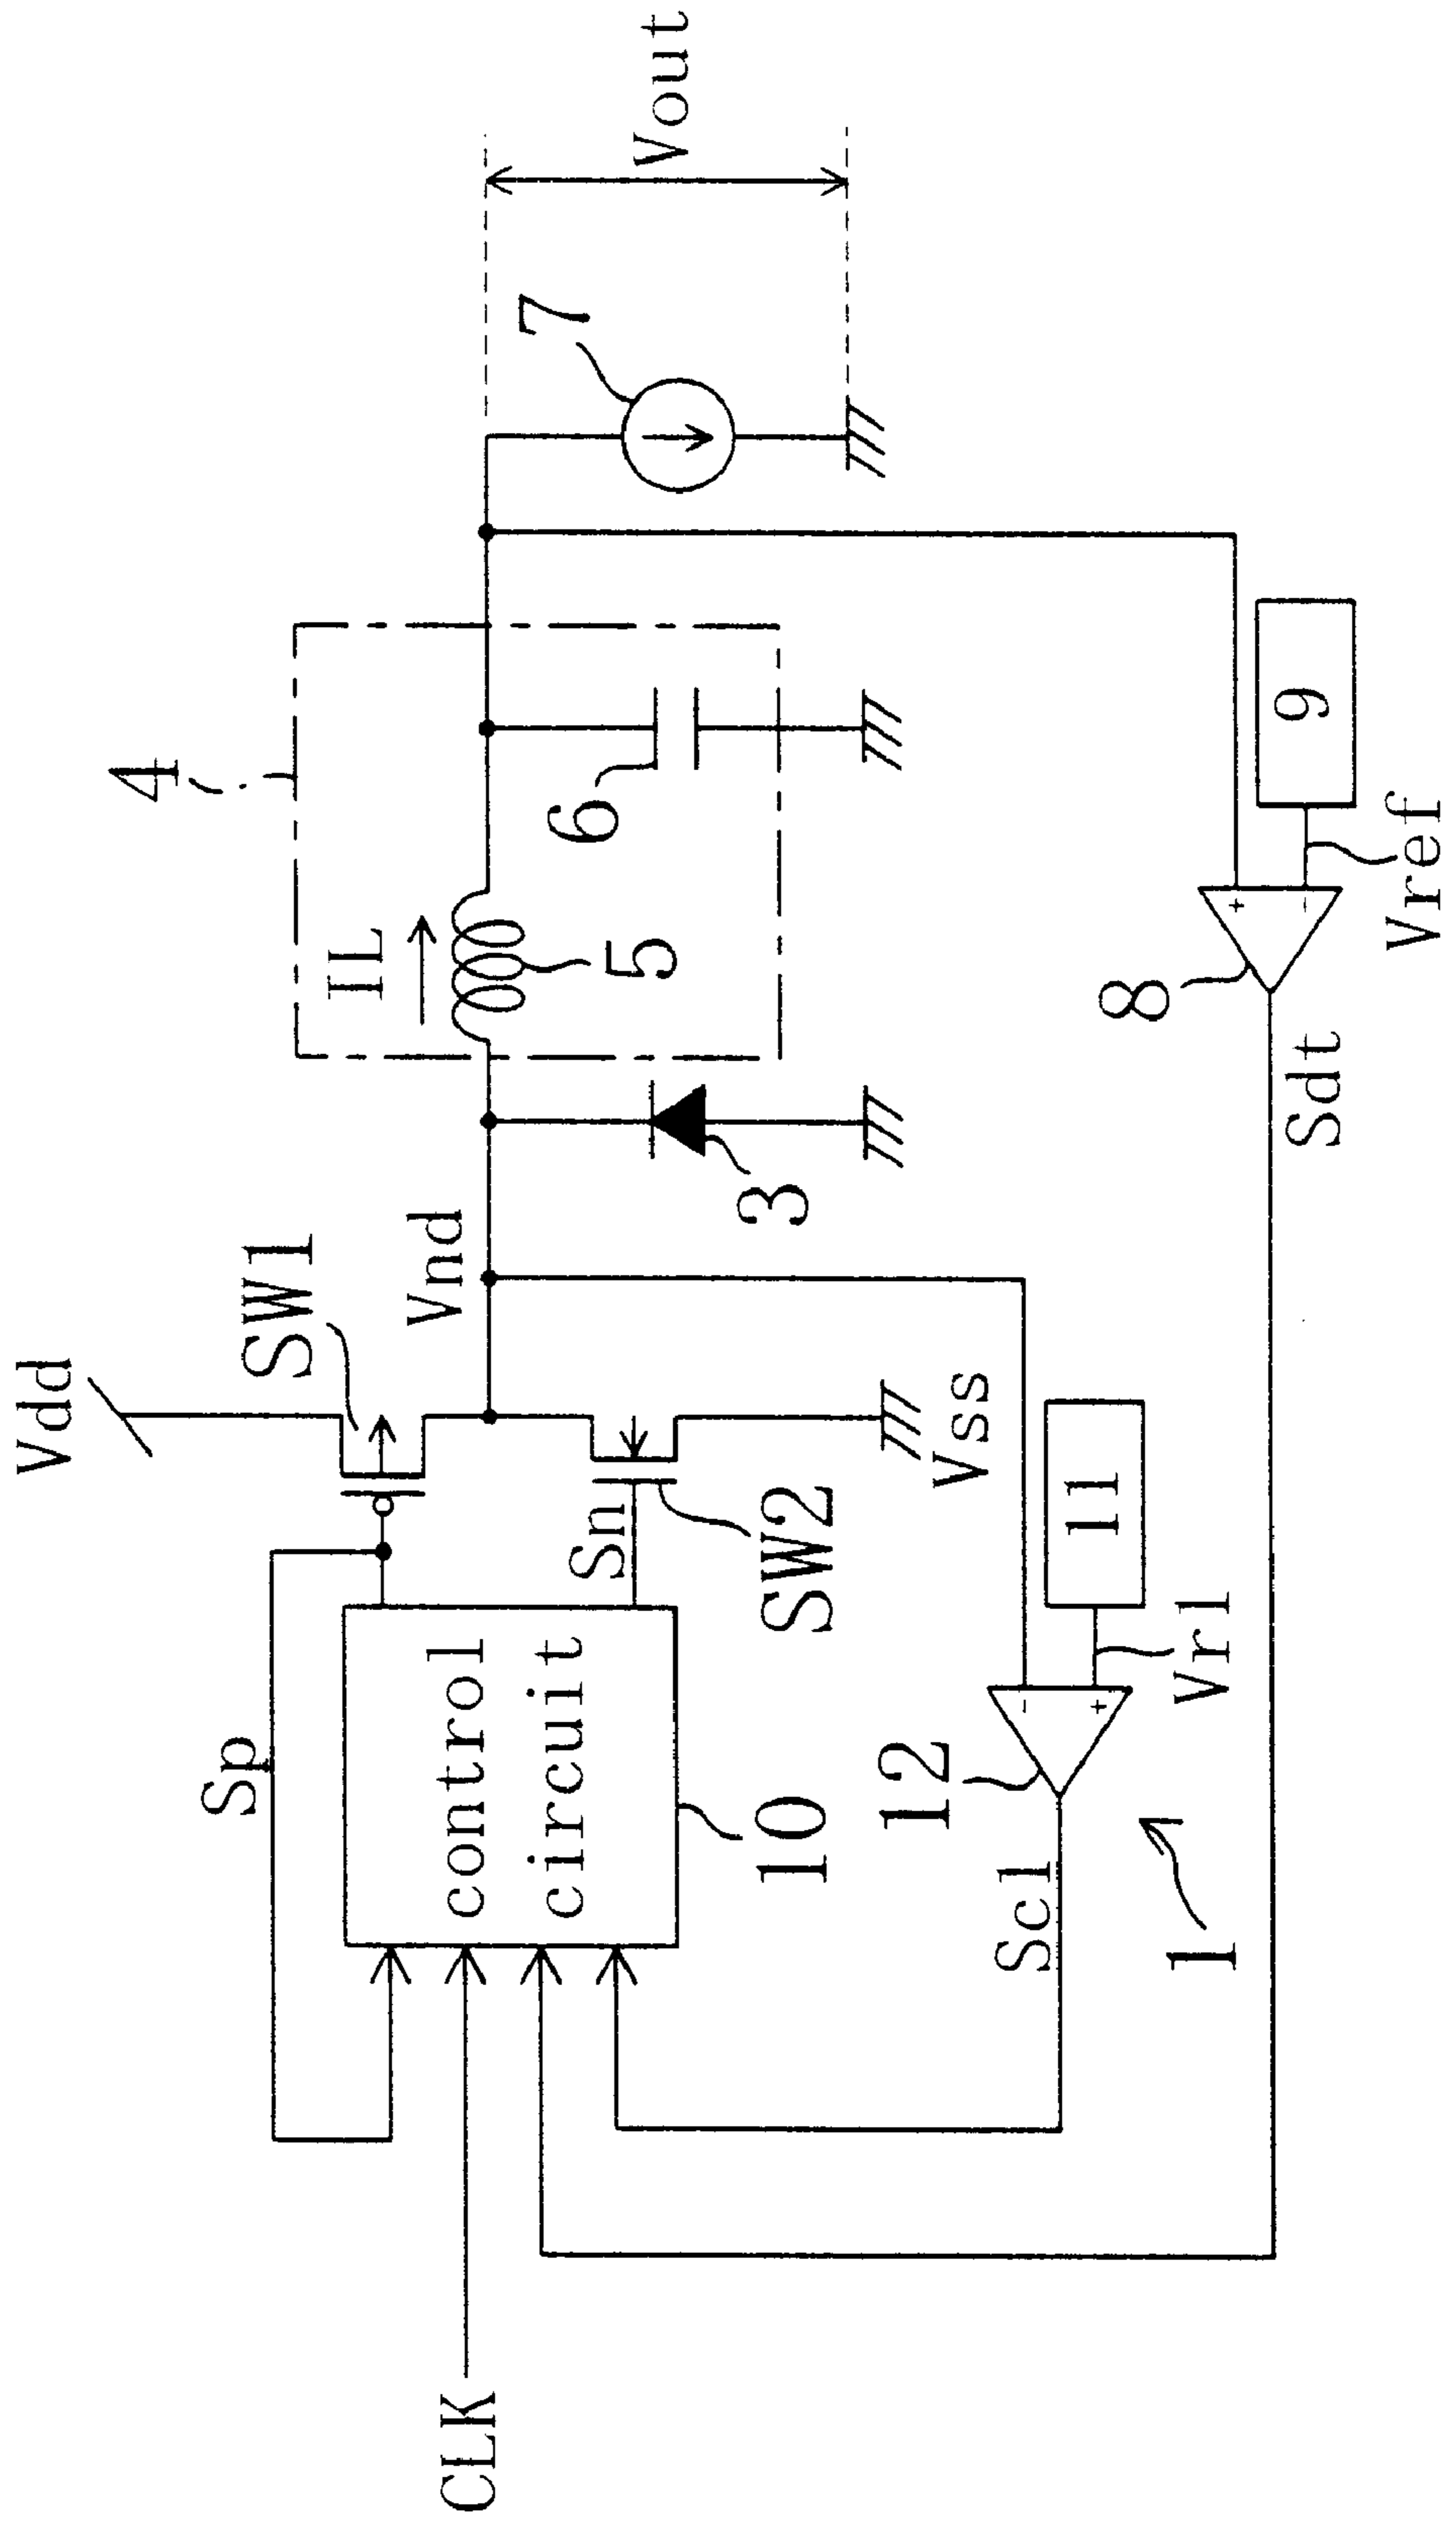 Vdd
SW1
Sp
4
IL
Vnd
7
Vout
CLK
control
circuit
Sn
5
6
10
SW2
3
Vss
12
11
8
9
Scl
Vr1
Sdt
Vref
1
+
-
-
+